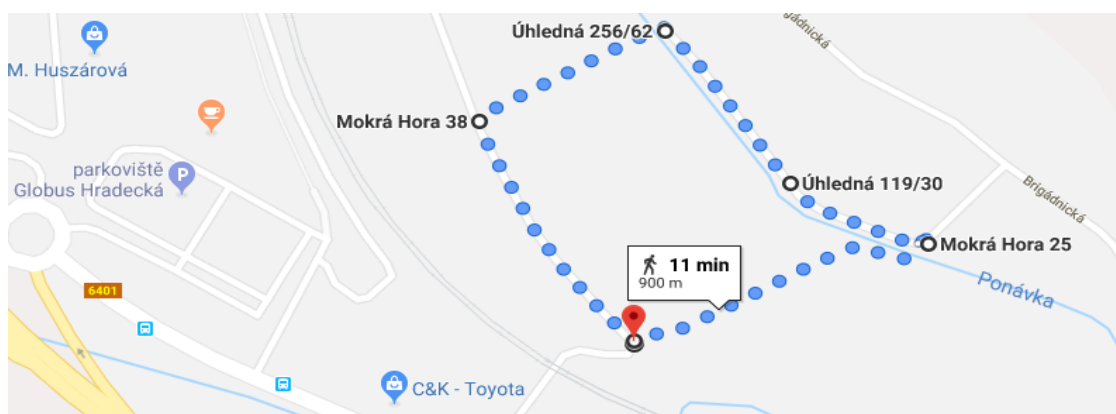 Úhledná 256/62
Brigádnická
M. Huszárová
Mokrá Hora 38
parkoviště
Globus Hradecká
P
Úhledná 119/30
Brigádnická
Mokrá Hora 25
11 min
900 m
Ponávka
6401
C&K - Toyota